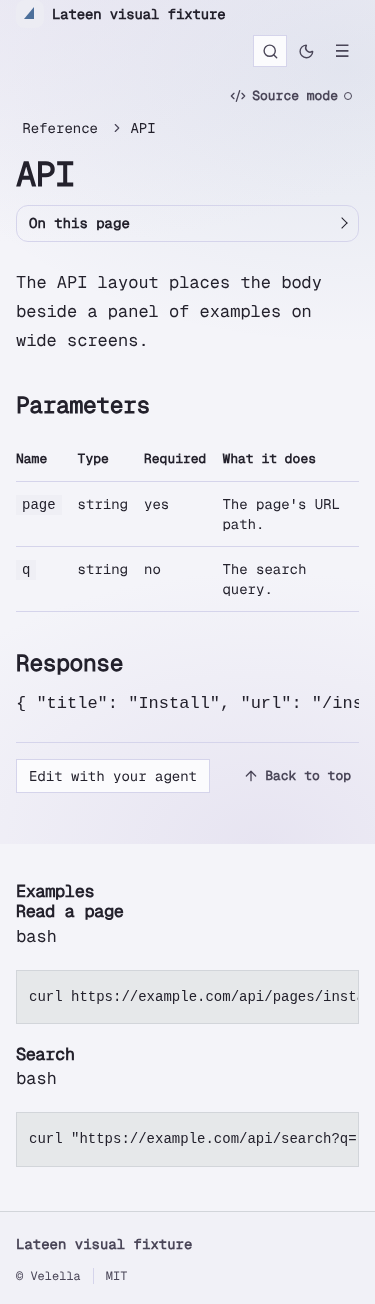 Lateen visual fixture
Source mode
Reference > API
API
On this page
The API layout places the body
beside a panel of examples on
wide screens.
Parameters
Name Type Required What it does
page string yes The page's URL
path.
q string no The search
query.
Response
{ "title": "Install", "url": "/ins
Edit with your agent ↑ Back to top
Examples
Read a page
bash
curl https://example.com/api/pages/inst
Search
bash
curl "https://example.com/api/search?q=
Lateen visual fixture
© Velella MIT